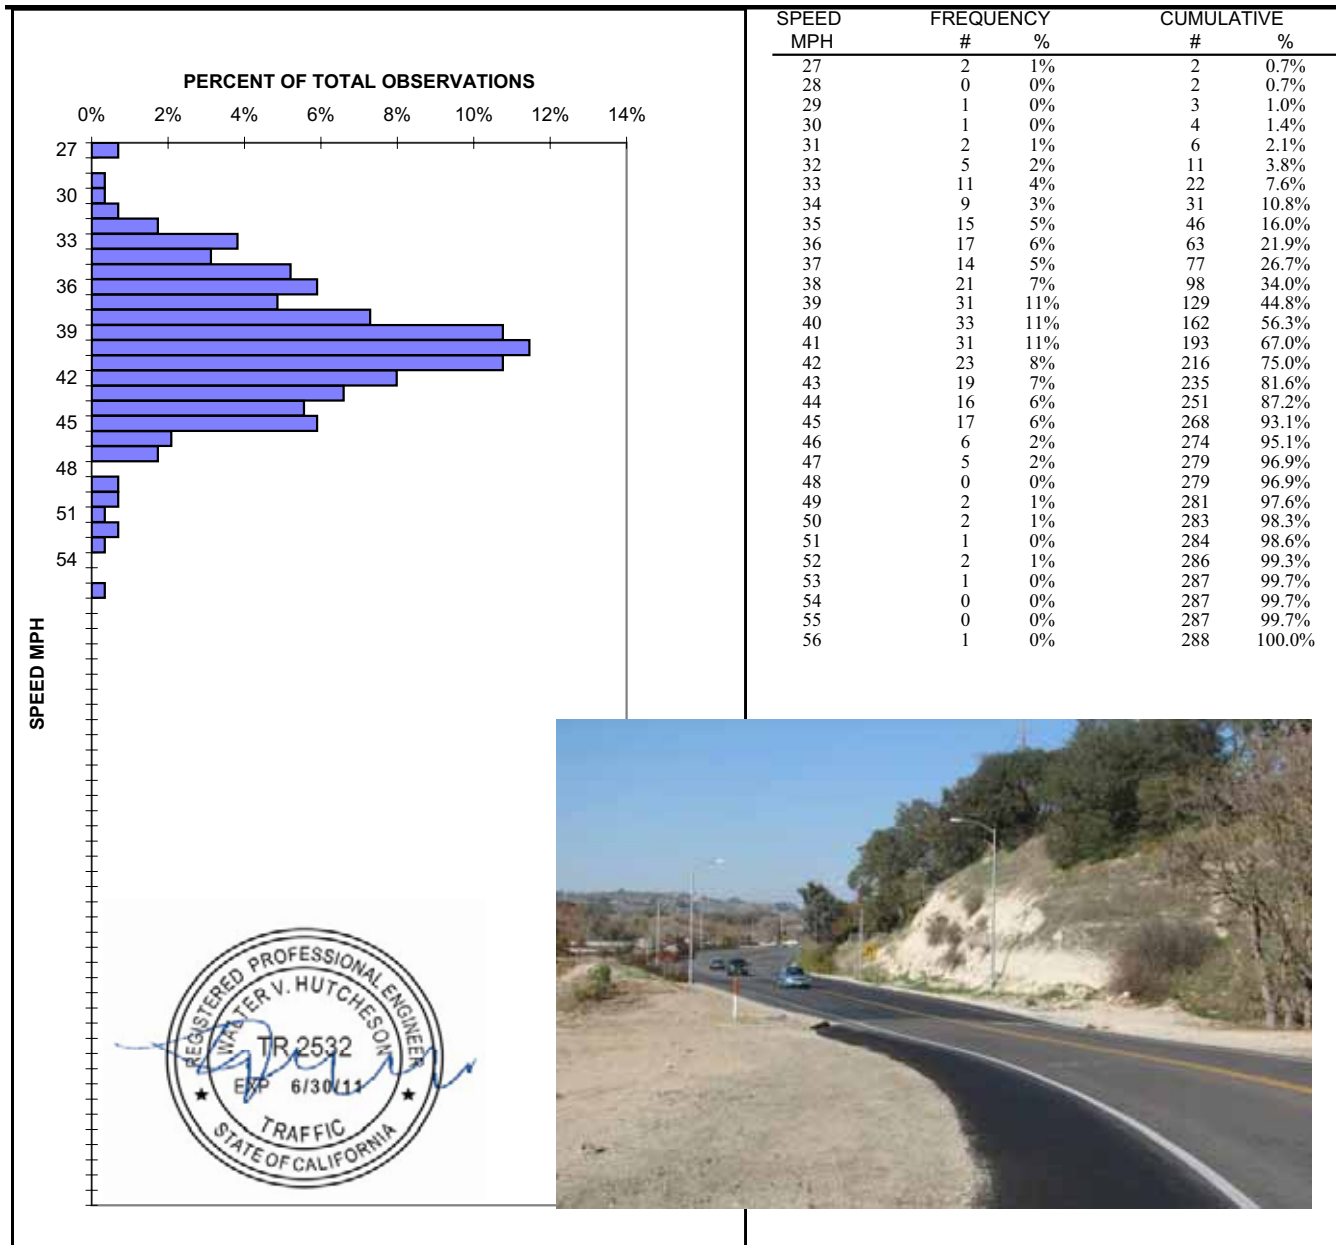 PERCENT OF TOTAL OBSERVATIONS
0% 2% 4% 6% 8% 10% 12% 14%
27
30
33
36
39
42
45
48
51
54
SPEED MPH
REGISTERED PROFESSIONAL ENGINEER
WALTER V. HUTCHESON
TR 2532
EXP 6/30/11
TRAFFIC
STATE OF CALIFORNIA
SPEED FREQUENCY CUMULATIVE
MPH # % # %
27 2 1% 2 0.7%
28 0 0% 2 0.7%
29 1 0% 3 1.0%
30 1 0% 4 1.4%
31 2 1% 6 2.1%
32 5 2% 11 3.8%
33 11 4% 22 7.6%
34 9 3% 31 10.8%
35 15 5% 46 16.0%
36 17 6% 63 21.9%
37 14 5% 77 26.7%
38 21 7% 98 34.0%
39 31 11% 129 44.8%
40 33 11% 162 56.3%
41 31 11% 193 67.0%
42 23 8% 216 75.0%
43 19 7% 235 81.6%
44 16 6% 251 87.2%
45 17 6% 268 93.1%
46 6 2% 274 95.1%
47 5 2% 279 96.9%
48 0 0% 279 96.9%
49 2 1% 281 97.6%
50 2 1% 283 98.3%
51 1 0% 284 98.6%
52 2 1% 286 99.3%
53 1 0% 287 99.7%
54 0 0% 287 99.7%
55 0 0% 287 99.7%
56 1 0% 288 100.0%